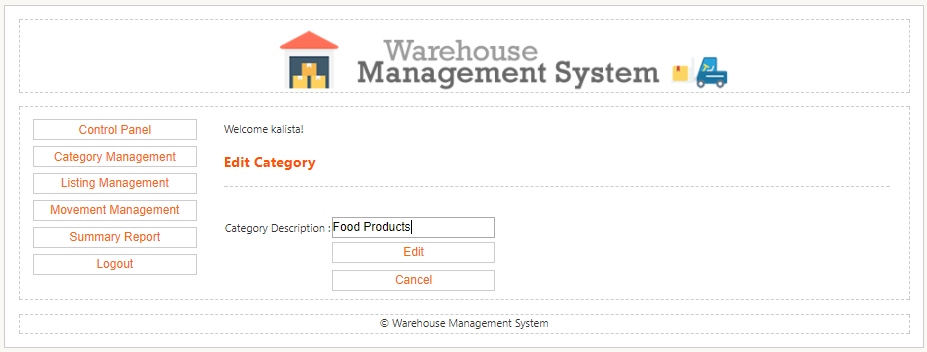 Warehouse
Management System
Control Panel
Category Management
Listing Management
Movement Management
Summary Report
Logout
Welcome kalista!
Edit Category
Category Description : Food Products
Edit
Cancel
© Warehouse Management System